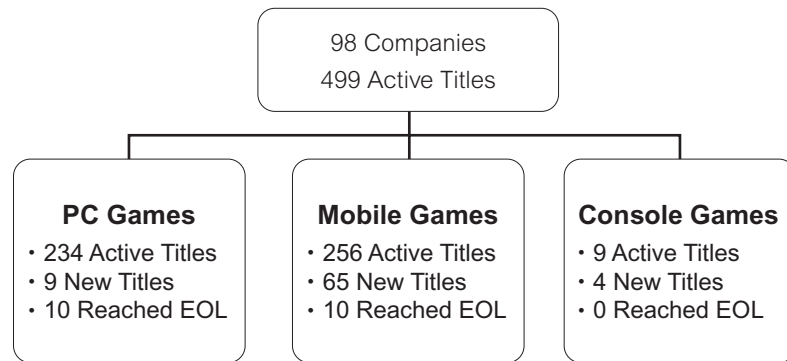 98 Companies
499 Active Titles
PC Games
・234 Active Titles
・9 New Titles
・10 Reached EOL
Mobile Games
・256 Active Titles
・65 New Titles
・10 Reached EOL
Console Games
・9 Active Titles
・4 New Titles
・0 Reached EOL